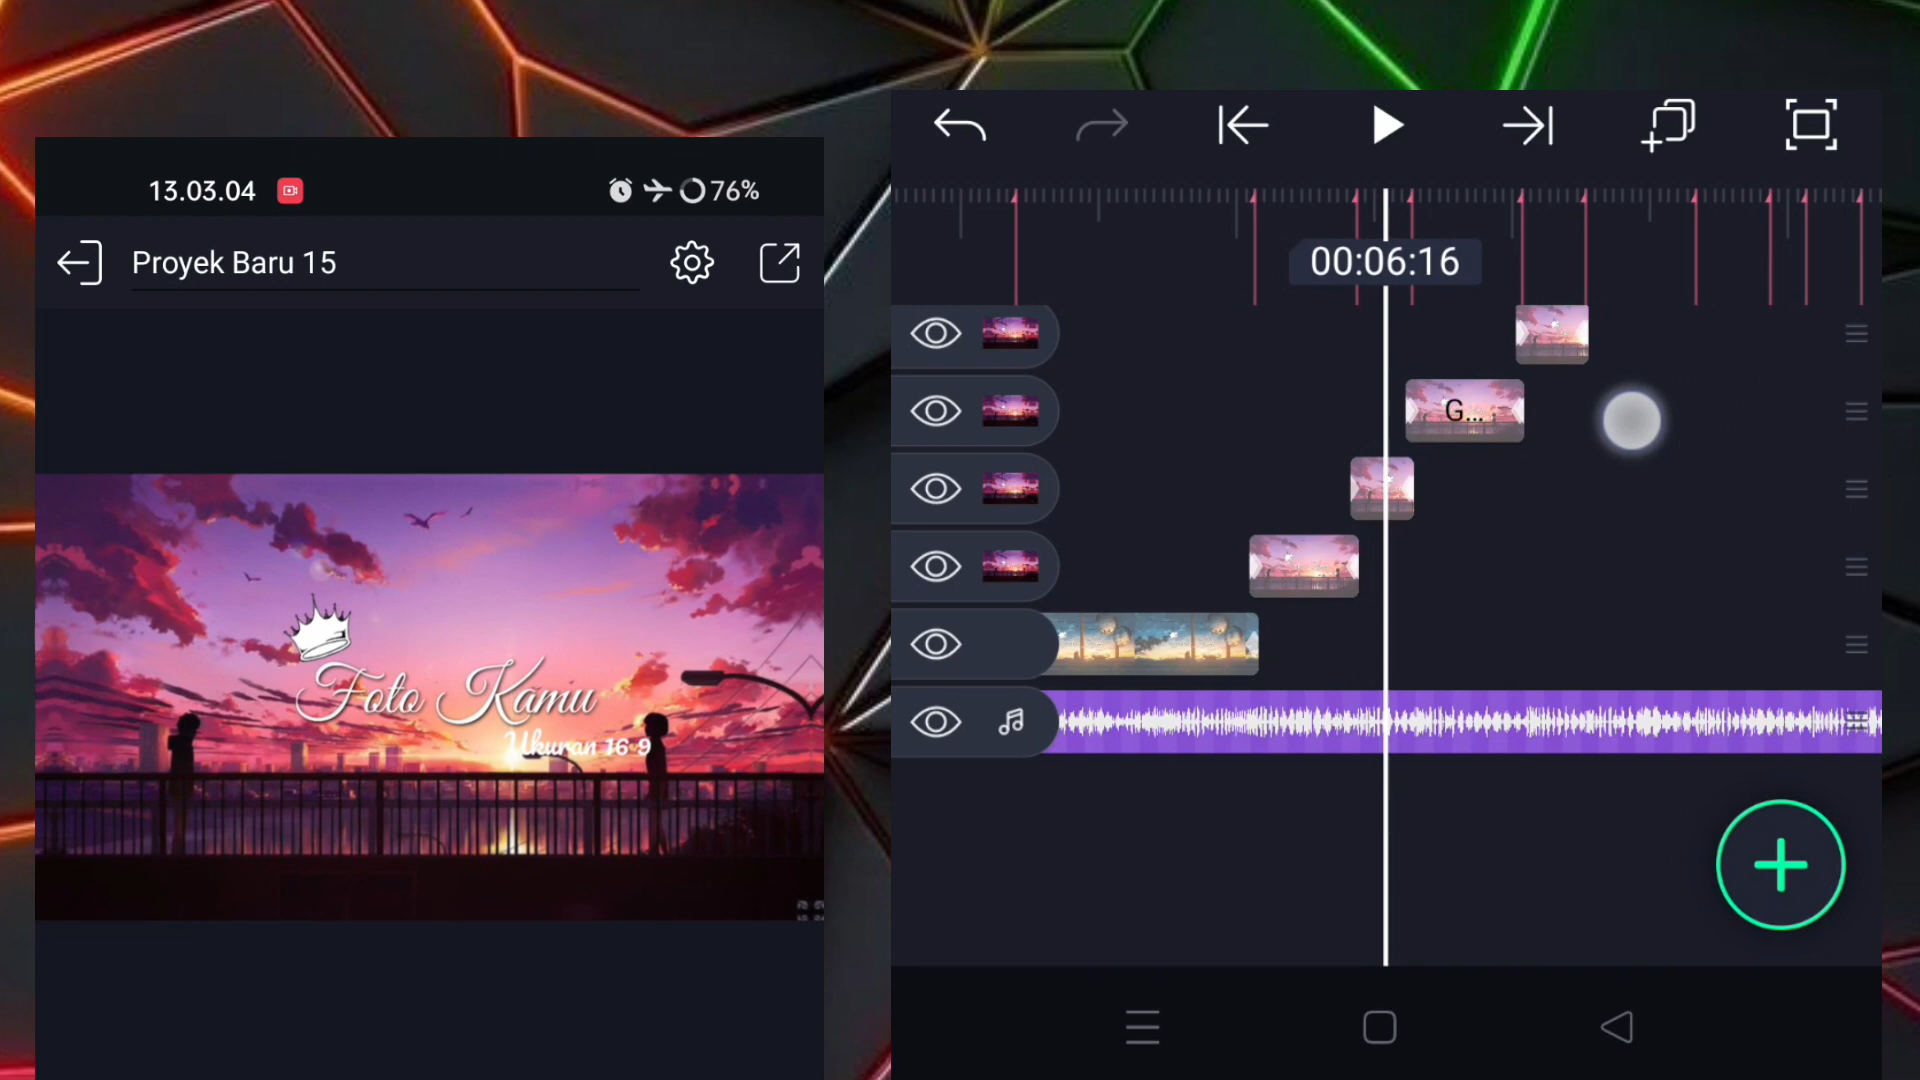 13.03.04
76%
Proyek Baru 15
Foto Kamu
Ukuran 16 9
00:06:16
G...